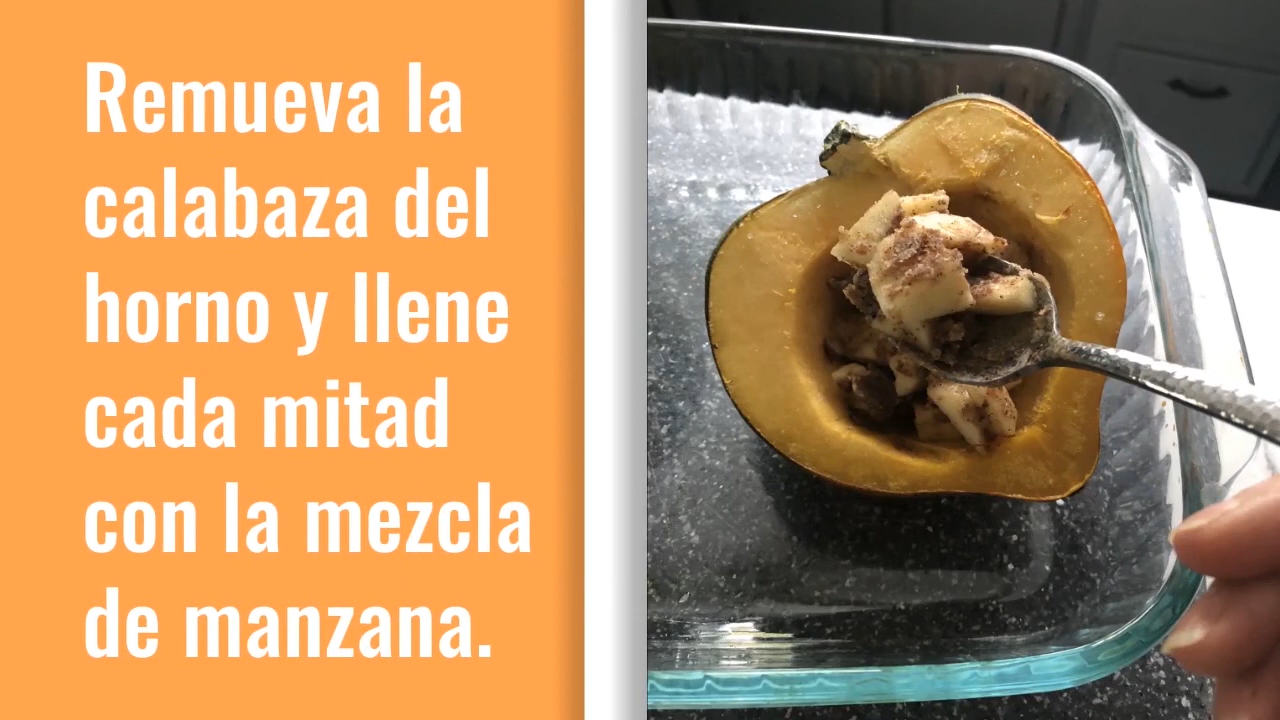 Remueva la
calabaza del
horno y llene
cada mitad
con la mezcla
de manzana.